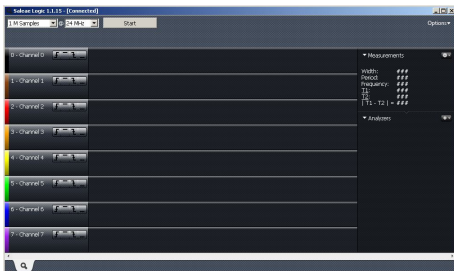 Saleae Logic 1.1.15 - [Connected]
1 M Samples @ 24 MHz Start Options
0 - Channel 0
1 - Channel 1
2 - Channel 2
3 - Channel 3
4 - Channel 4
5 - Channel 5
6 - Channel 6
7 - Channel 7
Measurements
Width: ###
Period: ###
Frequency: ###
T1: ###
T2: ###
| T1 - T2 | = ###
Analyzers